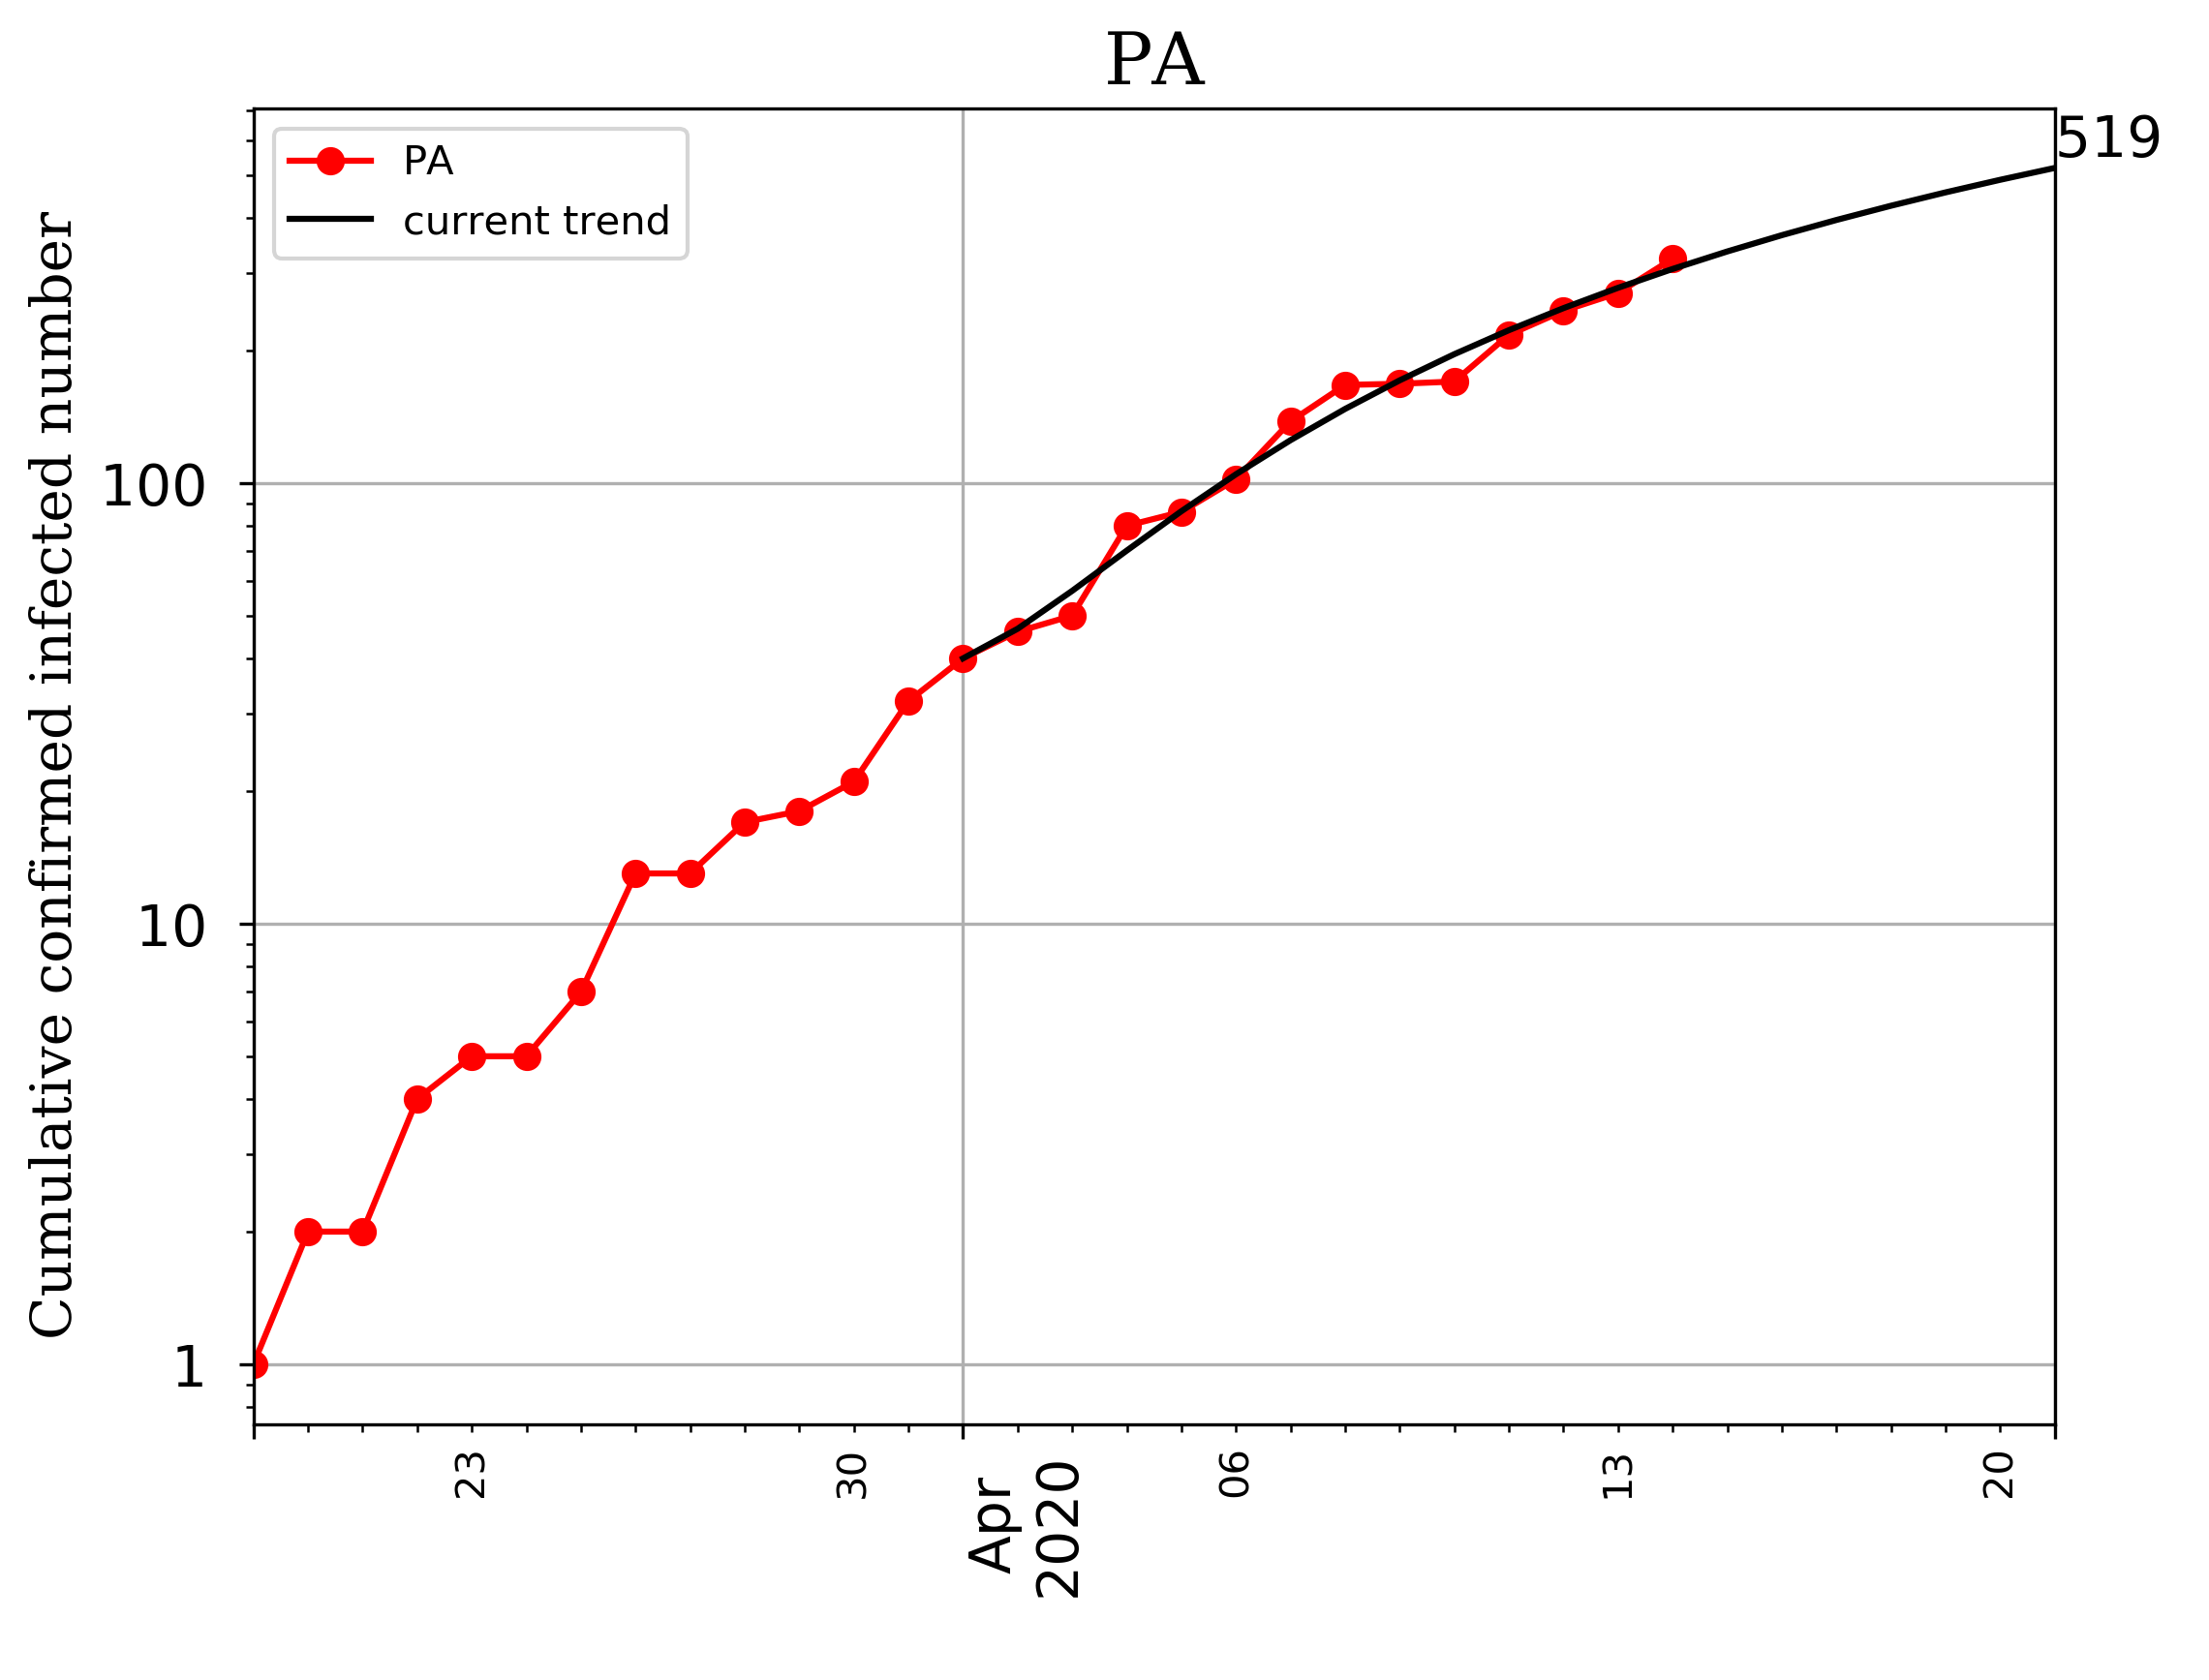 PA
519
PA
current trend
Cumulative confirmed infected number
100
10
1
23
30
Apr
2020
06
13
20